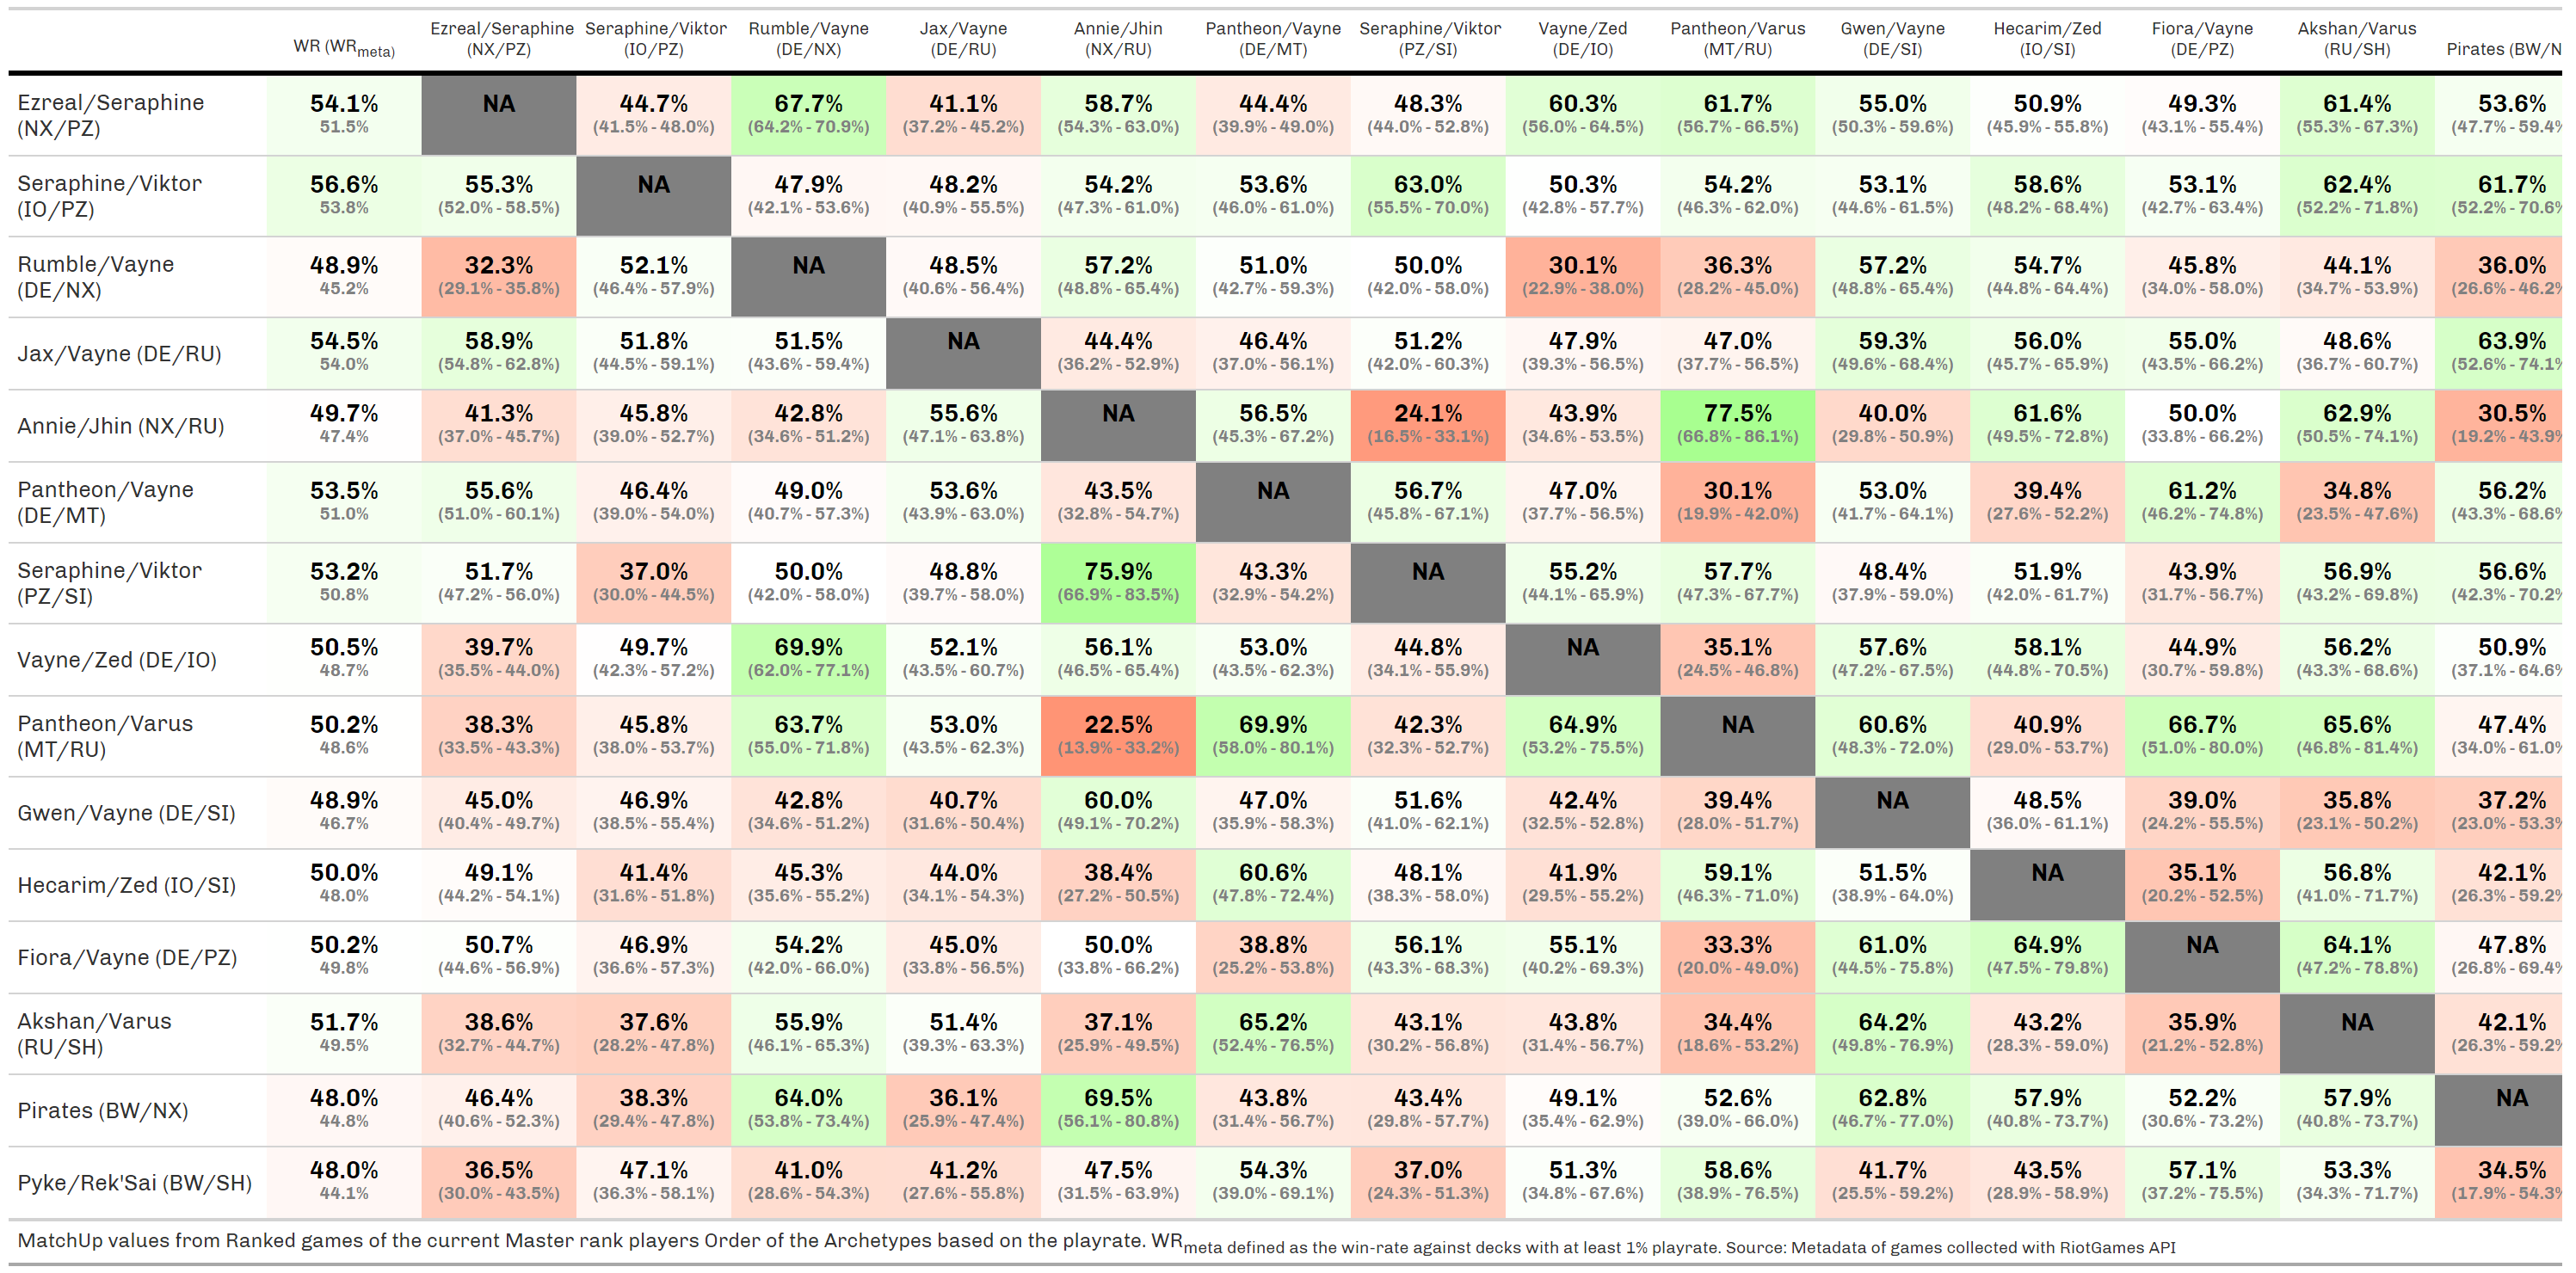 WR (WRmeta) Ezreal/Seraphine (NX/PZ) Seraphine/Viktor (IO/PZ) Rumble/Vayne (DE/NX) Jax/Vayne (DE/RU) Annie/Jhin (NX/RU) Pantheon/Vayne (DE/MT) Seraphine/Viktor (PZ/SI) Vayne/Zed (DE/IO) Pantheon/Varus (MT/RU) Gwen/Vayne (DE/SI) Hecarim/Zed (IO/SI) Fiora/Vayne (DE/PZ) Akshan/Varus (RU/SH) Pirates (BW/N
Ezreal/Seraphine (NX/PZ) 54.1% NA 44.7% 67.7% 41.1% 58.7% 44.4% 48.3% 60.3% 61.7% 55.0% 50.9% 49.3% 61.4% 53.6%
51.5% (41.5% - 48.0%) (64.2% - 70.9%) (37.2% - 45.2%) (54.3% - 63.0%) (39.9% - 49.0%) (44.0% - 52.8%) (56.0% - 64.5%) (56.7% - 66.5%) (50.3% - 59.6%) (45.9% - 55.8%) (43.1% - 55.4%) (55.3% - 67.3%) (47.7% - 59.4%
Seraphine/Viktor (IO/PZ) 56.6% 55.3% NA 47.9% 48.2% 54.2% 53.6% 63.0% 50.3% 54.2% 53.1% 58.6% 53.1% 62.4% 61.7%
53.8% (52.0% - 58.5%) (42.1% - 53.6%) (40.9% - 55.5%) (47.3% - 61.0%) (46.0% - 61.0%) (55.5% - 70.0%) (42.8% - 57.7%) (46.3% - 62.0%) (44.6% - 61.5%) (48.2% - 68.4%) (42.7% - 63.4%) (52.2% - 71.8%) (52.2% - 70.6%
Rumble/Vayne (DE/NX) 48.9% 32.3% 52.1% NA 48.5% 57.2% 51.0% 50.0% 30.1% 36.3% 57.2% 54.7% 45.8% 44.1% 36.0%
45.2% (29.1% - 35.8%) (46.4% - 57.9%) (40.6% - 56.4%) (48.8% - 65.4%) (42.7% - 59.3%) (42.0% - 58.0%) (22.9% - 38.0%) (28.2% - 45.0%) (48.8% - 65.4%) (44.8% - 64.4%) (34.0% - 58.0%) (34.7% - 53.9%) (26.6% - 46.2%
Jax/Vayne (DE/RU) 54.5% 58.9% 51.8% 51.5% NA 44.4% 46.4% 51.2% 47.9% 47.0% 59.3% 56.0% 55.0% 48.6% 63.9%
54.0% (54.8% - 62.8%) (44.5% - 59.1%) (43.6% - 59.4%) (36.2% - 52.9%) (37.0% - 56.1%) (42.0% - 60.3%) (39.3% - 56.5%) (37.7% - 56.5%) (49.6% - 68.4%) (45.7% - 65.9%) (43.5% - 66.2%) (36.7% - 60.7%) (52.6% - 74.1%
Annie/Jhin (NX/RU) 49.7% 41.3% 45.8% 42.8% 55.6% NA 56.5% 24.1% 43.9% 77.5% 40.0% 61.6% 50.0% 62.9% 30.5%
47.4% (37.0% - 45.7%) (39.0% - 52.7%) (34.6% - 51.2%) (47.1% - 63.8%) (45.3% - 67.2%) (16.5% - 33.1%) (34.6% - 53.5%) (66.8% - 86.1%) (29.8% - 50.9%) (49.5% - 72.8%) (33.8% - 66.2%) (50.5% - 74.1%) (19.2% - 43.9%
Pantheon/Vayne (DE/MT) 53.5% 55.6% 46.4% 49.0% 53.6% 43.5% NA 56.7% 47.0% 30.1% 53.0% 39.4% 61.2% 34.8% 56.2%
51.0% (51.0% - 60.1%) (39.0% - 54.0%) (40.7% - 57.3%) (43.9% - 63.0%) (32.8% - 54.7%) (45.8% - 67.1%) (37.7% - 56.5%) (19.9% - 42.0%) (41.7% - 64.1%) (27.6% - 52.2%) (46.2% - 74.8%) (23.5% - 47.6%) (43.3% - 68.6%
Seraphine/Viktor (PZ/SI) 53.2% 51.7% 37.0% 50.0% 48.8% 75.9% 43.3% NA 55.2% 57.7% 48.4% 51.9% 43.9% 56.9% 56.6%
50.8% (47.2% - 56.0%) (30.0% - 44.5%) (42.0% - 58.0%) (39.7% - 58.0%) (66.9% - 83.5%) (32.9% - 54.2%) (44.1% - 65.9%) (47.3% - 67.7%) (37.9% - 59.0%) (42.0% - 61.7%) (31.7% - 56.7%) (43.2% - 69.8%) (42.3% - 70.2%
Vayne/Zed (DE/IO) 50.5% 39.7% 49.7% 69.9% 52.1% 56.1% 53.0% 44.8% NA 35.1% 57.6% 58.1% 44.9% 56.2% 50.9%
48.7% (35.5% - 44.0%) (42.3% - 57.2%) (62.0% - 77.1%) (43.5% - 60.7%) (46.5% - 65.4%) (43.5% - 62.3%) (34.1% - 55.9%) (24.5% - 46.8%) (47.2% - 67.5%) (44.8% - 70.5%) (30.7% - 59.8%) (43.3% - 68.6%) (37.1% - 64.6%
Pantheon/Varus (MT/RU) 50.2% 38.3% 45.8% 63.7% 53.0% 22.5% 69.9% 42.3% 64.9% NA 60.6% 40.9% 66.7% 65.6% 47.4%
48.6% (33.5% - 43.3%) (38.0% - 53.7%) (55.0% - 71.8%) (43.5% - 62.3%) (13.9% - 33.2%) (58.0% - 80.1%) (32.3% - 52.7%) (53.2% - 75.5%) (48.3% - 72.0%) (29.0% - 53.7%) (51.0% - 80.0%) (46.8% - 81.4%) (34.0% - 61.0%
Gwen/Vayne (DE/SI) 48.9% 45.0% 46.9% 42.8% 40.7% 60.0% 47.0% 51.6% 42.4% 39.4% NA 48.5% 39.0% 35.8% 37.2%
46.7% (40.4% - 49.7%) (38.5% - 55.4%) (34.6% - 51.2%) (31.6% - 50.4%) (49.1% - 70.2%) (35.9% - 58.3%) (41.0% - 62.1%) (32.5% - 52.8%) (28.0% - 51.7%) (36.0% - 61.1%) (24.2% - 55.5%) (23.1% - 50.2%) (23.0% - 53.3%
Hecarim/Zed (IO/SI) 50.0% 49.1% 41.4% 45.3% 44.0% 38.4% 60.6% 48.1% 41.9% 59.1% 51.5% NA 35.1% 56.8% 42.1%
48.0% (44.2% - 54.1%) (31.6% - 51.8%) (35.6% - 55.2%) (34.1% - 54.3%) (27.2% - 50.5%) (47.8% - 72.4%) (38.3% - 58.0%) (29.5% - 55.2%) (46.3% - 71.0%) (38.9% - 64.0%) (20.2% - 52.5%) (41.0% - 71.7%) (26.3% - 59.2%
Fiora/Vayne (DE/PZ) 50.2% 50.7% 46.9% 54.2% 45.0% 50.0% 38.8% 56.1% 55.1% 33.3% 61.0% 64.9% NA 64.1% 47.8%
49.8% (44.6% - 56.9%) (36.6% - 57.3%) (42.0% - 66.0%) (33.8% - 56.5%) (33.8% - 66.2%) (25.2% - 53.8%) (43.3% - 68.3%) (40.2% - 69.3%) (20.0% - 49.0%) (44.5% - 75.8%) (47.5% - 79.8%) (47.2% - 78.8%) (26.8% - 69.4%
Akshan/Varus (RU/SH) 51.7% 38.6% 37.6% 55.9% 51.4% 37.1% 65.2% 43.1% 43.8% 34.4% 64.2% 43.2% 35.9% NA 42.1%
49.5% (32.7% - 44.7%) (28.2% - 47.8%) (46.1% - 65.3%) (39.3% - 63.3%) (25.9% - 49.5%) (52.4% - 76.5%) (30.2% - 56.8%) (31.4% - 56.7%) (18.6% - 53.2%) (49.8% - 76.9%) (28.3% - 59.0%) (21.2% - 52.8%) (26.3% - 59.2%
Pirates (BW/NX) 48.0% 46.4% 38.3% 64.0% 36.1% 69.5% 43.8% 43.4% 49.1% 52.6% 62.8% 57.9% 52.2% 57.9% NA
44.8% (40.6% - 52.3%) (29.4% - 47.8%) (53.8% - 73.4%) (25.9% - 47.4%) (56.1% - 80.8%) (31.4% - 56.7%) (29.8% - 57.7%) (35.4% - 62.9%) (39.0% - 66.0%) (46.7% - 77.0%) (40.8% - 73.7%) (30.6% - 73.2%) (40.8% - 73.7%)
Pyke/Rek'Sai (BW/SH) 48.0% 36.5% 47.1% 41.0% 41.2% 47.5% 54.3% 37.0% 51.3% 58.6% 41.7% 43.5% 57.1% 53.3% 34.5%
44.1% (30.0% - 43.5%) (36.3% - 58.1%) (28.6% - 54.3%) (27.6% - 55.8%) (31.5% - 63.9%) (39.0% - 69.1%) (24.3% - 51.3%) (34.8% - 67.6%) (38.9% - 76.5%) (25.5% - 59.2%) (28.9% - 58.9%) (37.2% - 75.5%) (34.3% - 71.7%) (17.9% - 54.3%
MatchUp values from Ranked games of the current Master rank players Order of the Archetypes based on the playrate. WRmeta defined as the win-rate against decks with at least 1% playrate. Source: Metadata of games collected with RiotGames API